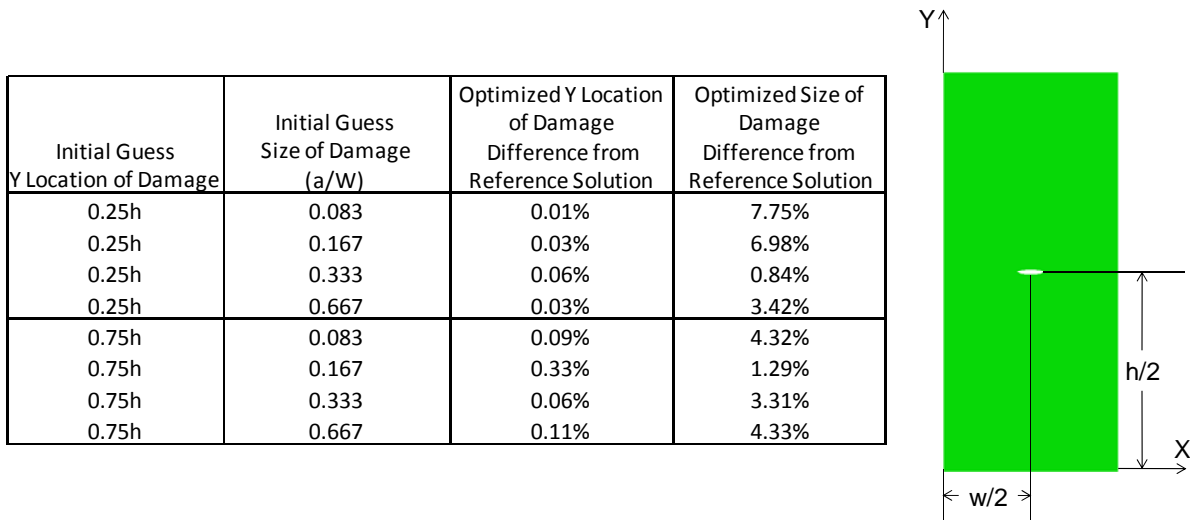 Initial Guess
Y Location of Damage
Initial Guess
Size of Damage
(a/W)
Optimized Y Location
of Damage
Difference from
Reference Solution
Optimized Size of
Damage
Difference from
Reference Solution
0.25h 0.083 0.01% 7.75%
0.25h 0.167 0.03% 6.98%
0.25h 0.333 0.06% 0.84%
0.25h 0.667 0.03% 3.42%
0.75h 0.083 0.09% 4.32%
0.75h 0.167 0.33% 1.29%
0.75h 0.333 0.06% 3.31%
0.75h 0.667 0.11% 4.33%
Y
h/2
X
w/2